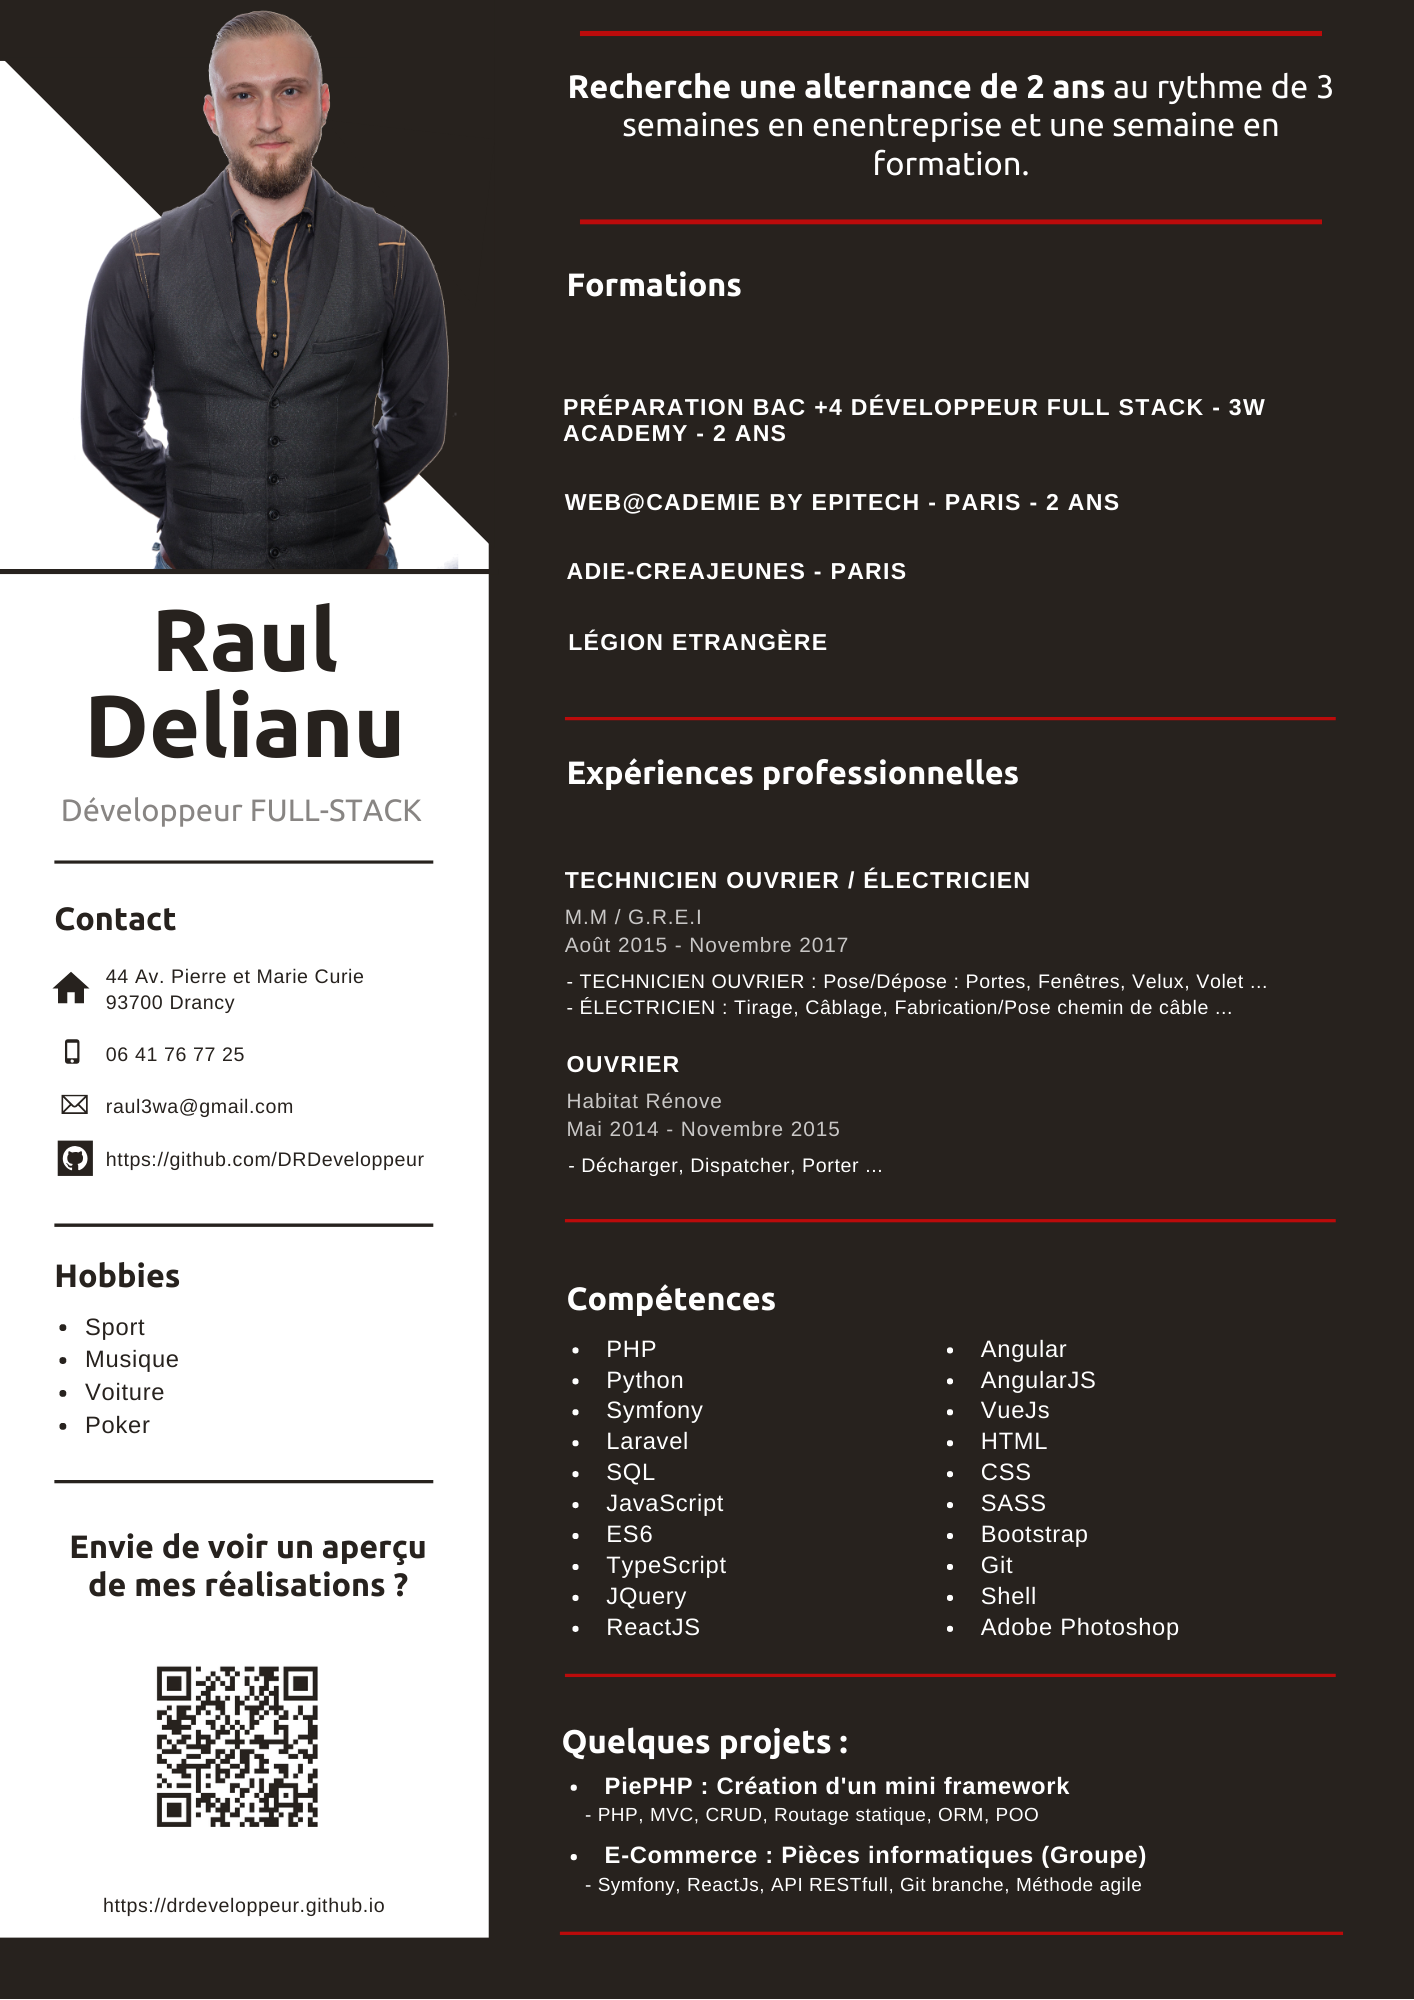 Raul
Delianu
Développeur FULL-STACK
Contact
44 Av. Pierre et Marie Curie
93700 Drancy
06 41 76 77 25
raul3wa@gmail.com
https://github.com/DRDeveloppeur
Hobbies
• Sport
• Musique
• Voiture
• Poker
Envie de voir un aperçu
de mes réalisations ?
https://drdeveloppeur.github.io
Recherche une alternance de 2 ans au rythme de 3
semaines en enentreprise et une semaine en
formation.
Formations
PRÉPARATION BAC +4 DÉVELOPPEUR FULL STACK - 3W
ACADEMY - 2 ANS
WEB@CADEMIE BY EPITECH - PARIS - 2 ANS
ADIE-CREAJEUNES - PARIS
LÉGION ETRANGÈRE
Expériences professionnelles
TECHNICIEN OUVRIER / ÉLECTRICIEN
M.M / G.R.E.I
Août 2015 - Novembre 2017
- TECHNICIEN OUVRIER : Pose/Dépose : Portes, Fenêtres, Velux, Volet ...
- ÉLECTRICIEN : Tirage, Câblage, Fabrication/Pose chemin de câble ...
OUVRIER
Habitat Rénove
Mai 2014 - Novembre 2015
- Décharger, Dispatcher, Porter ...
Compétences
• PHP
• Python
• Symfony
• Laravel
• SQL
• JavaScript
• ES6
• TypeScript
• JQuery
• ReactJS
• Angular
• AngularJS
• VueJs
• HTML
• CSS
• SASS
• Bootstrap
• Git
• Shell
• Adobe Photoshop
Quelques projets :
• PiePHP : Création d'un mini framework
- PHP, MVC, CRUD, Routage statique, ORM, POO
• E-Commerce : Pièces informatiques (Groupe)
- Symfony, ReactJs, API RESTfull, Git branche, Méthode agile